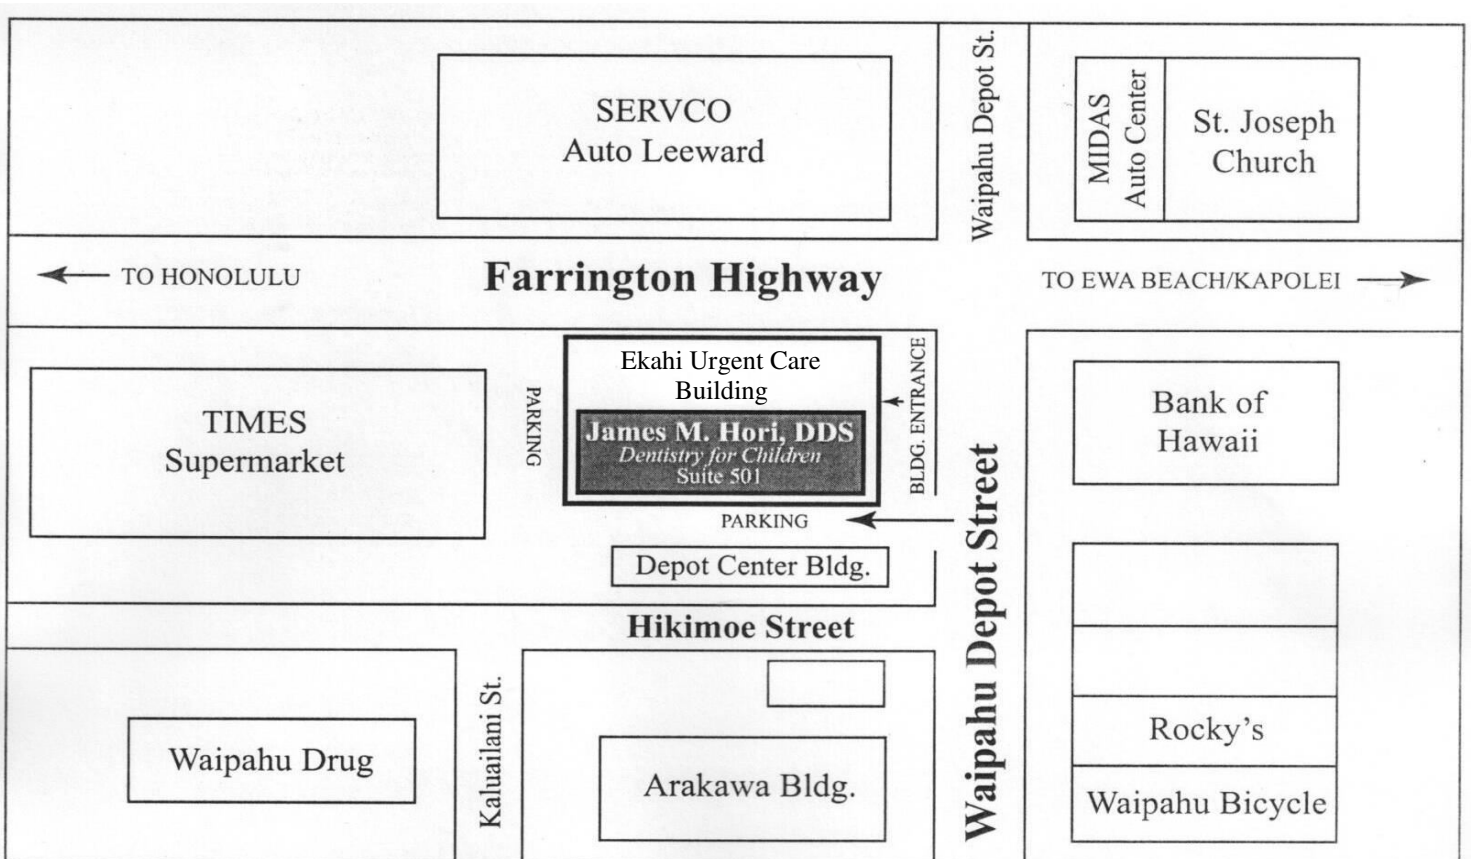 Waipahu Depot St.
SERVCO
Auto Leeward
MIDAS
Auto Center
St. Joseph
Church
TO HONOLULU
Farrington Highway
TO EWA BEACH/KAPOLEI
Ekahi Urgent Care
Building
James M. Hori, DDS
Dentistry for Children
Suite 501
PARKING
BLDG. ENTRANCE
TIMES
Supermarket
Bank of
Hawaii
PARKING
Depot Center Bldg.
Waipahu Depot Street
Hikimoe Street
Kaluailani St.
Waipahu Drug
Arakawa Bldg.
Rocky's
Waipahu Bicycle